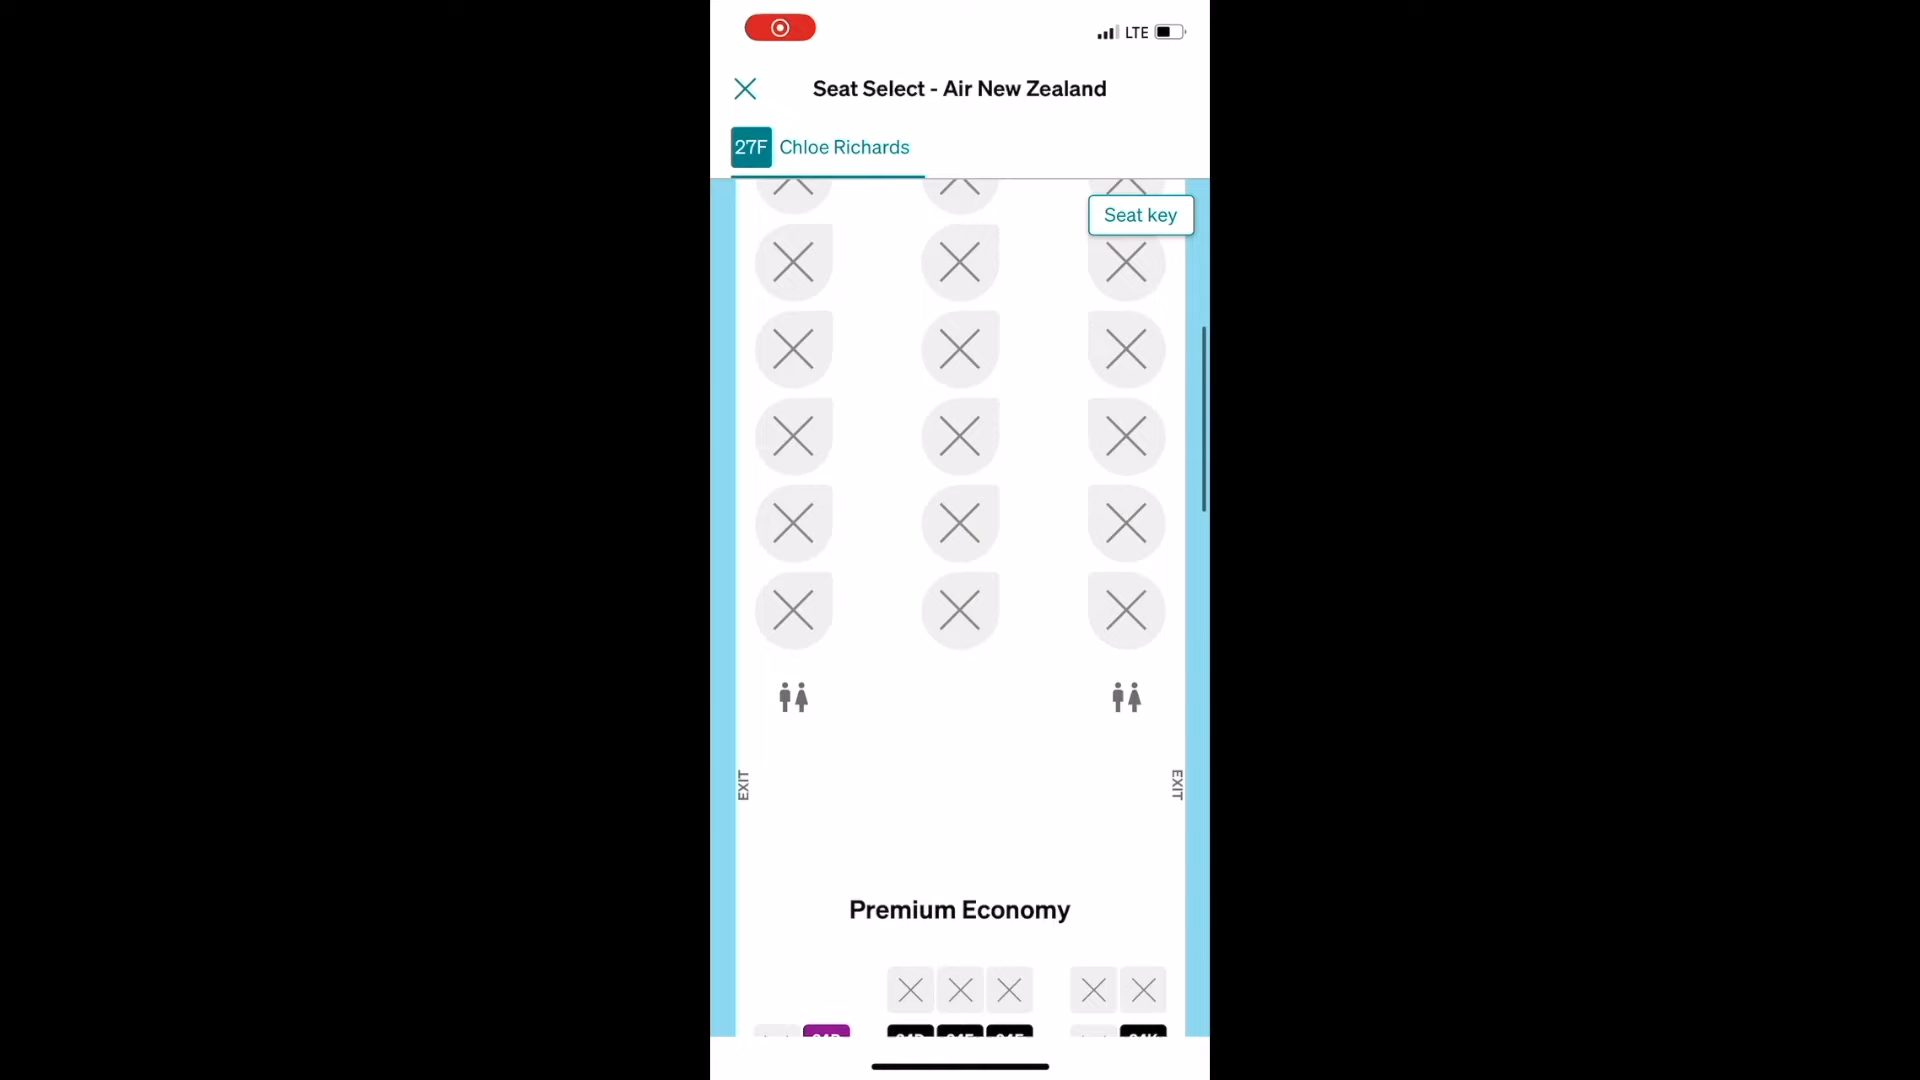 LTE
Seat Select - Air New Zealand
27F Chloe Richards
Seat key
EXIT EXIT
Premium Economy